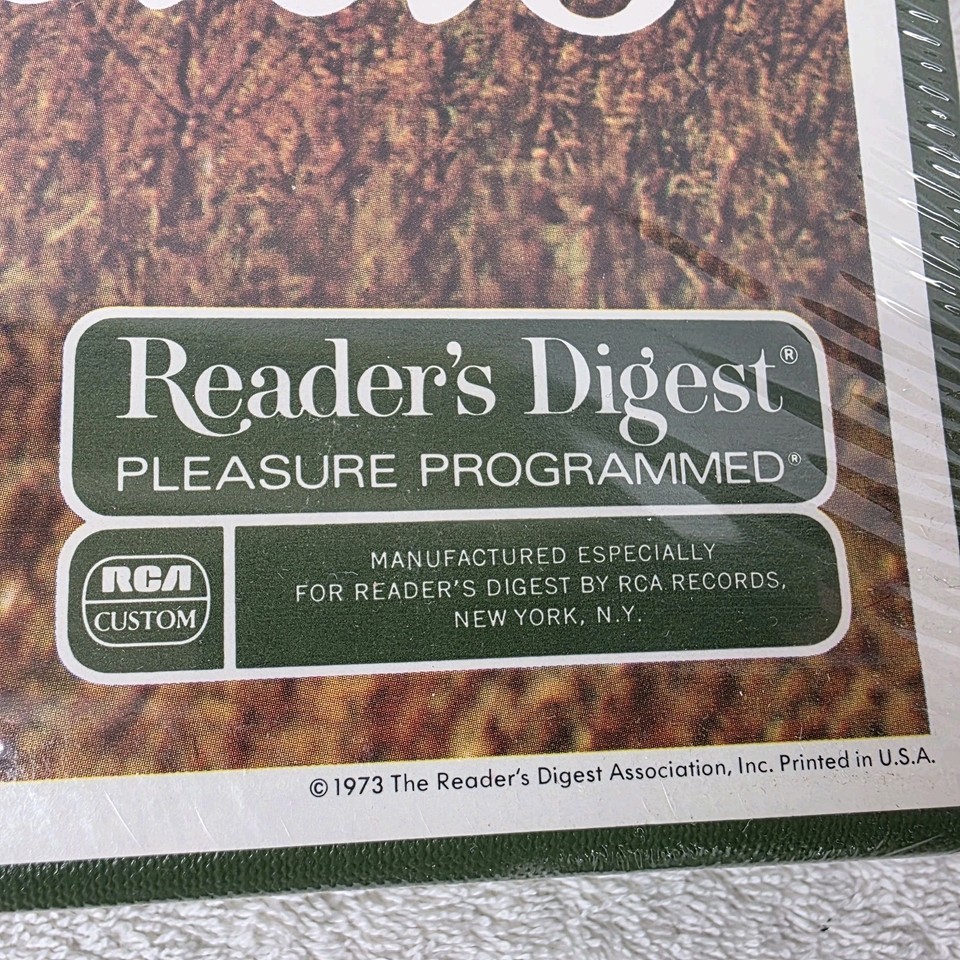 Reader's Digest®
PLEASURE PROGRAMMED®
RCA
CUSTOM
MANUFACTURED ESPECIALLY
FOR READER'S DIGEST BY RCA RECORDS,
NEW YORK, N.Y.
© 1973 The Reader's Digest Association, Inc. Printed in U.S.A.